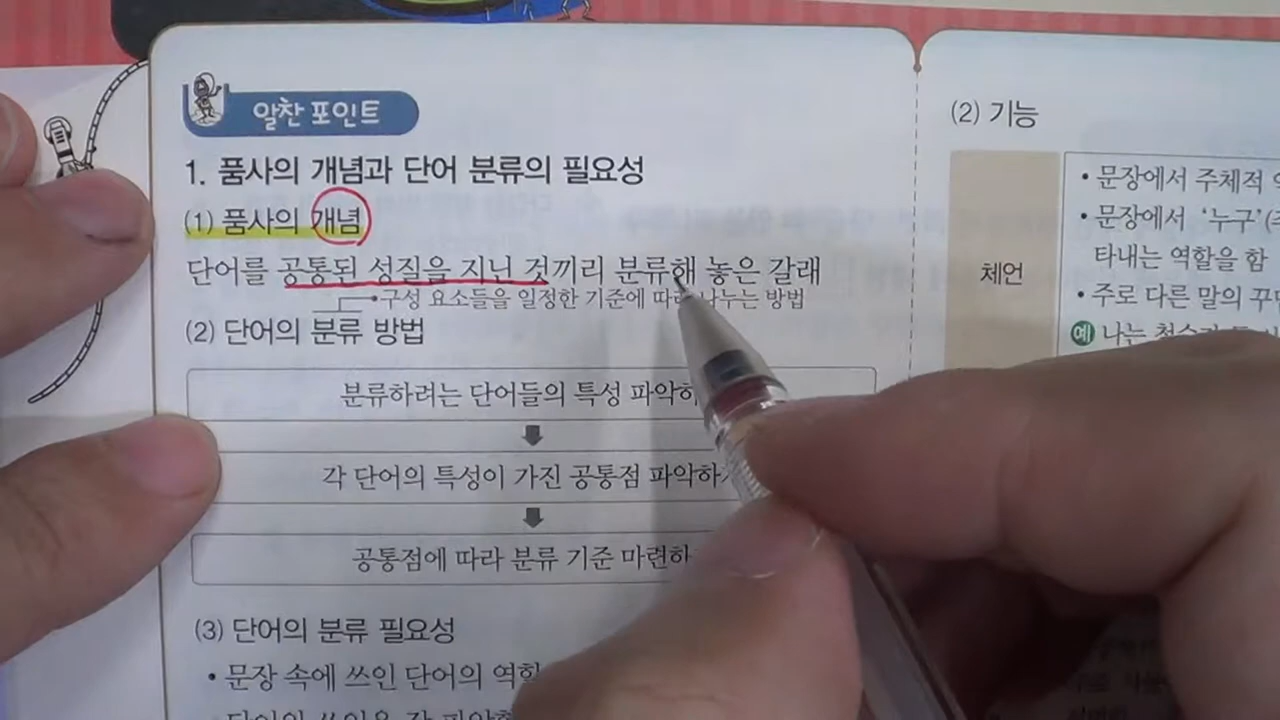 알찬 포인트
1. 품사의 개념과 단어 분류의 필요성
(1) 품사의 개념
단어를 공통된 성질을 지닌 것끼리 분류해 놓은 갈래
•구성 요소들을 일정한 기준에 따라 나누는 방법
(2) 단어의 분류 방법
분류하려는 단어들의 특성 파악하
각 단어의 특성이 가진 공통점 파악하
공통점에 따라 분류 기준 마련하
(3) 단어의 분류 필요성
• 문장 속에 쓰인 단어의 역할
(2) 기능
체언
• 문장에서 주체적
• 문장에서 '누구'
타내는 역할을 함
• 주로 다른 말의 꾸
예 나는